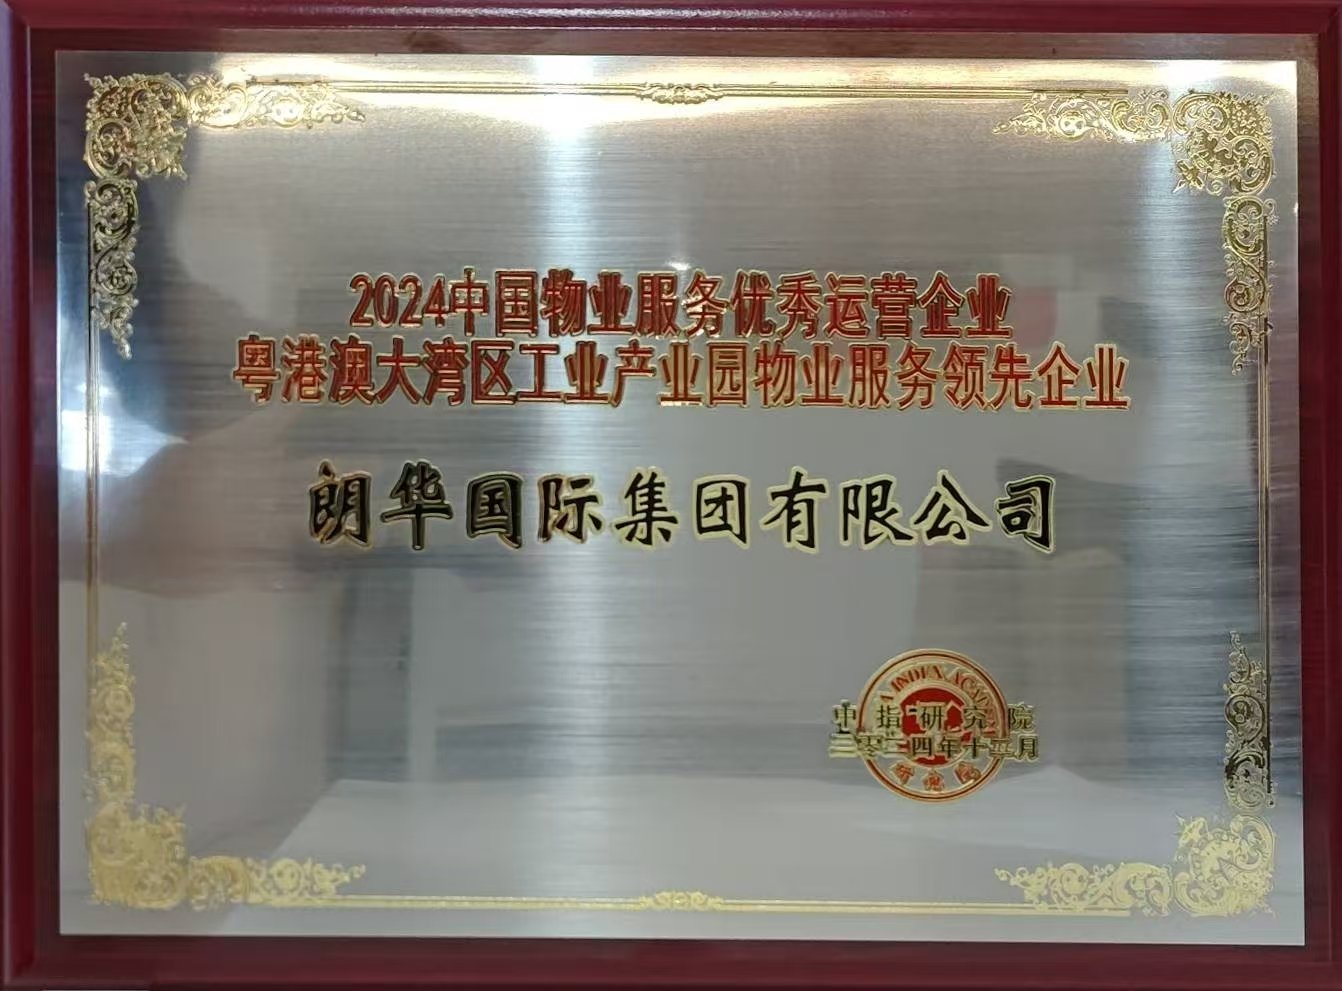 2024中国物业服务优秀运营企业
粤港澳大湾区工业产业园物业服务领先企业
朗华国际集团有限公司
中指研究院
二零二四年十二月